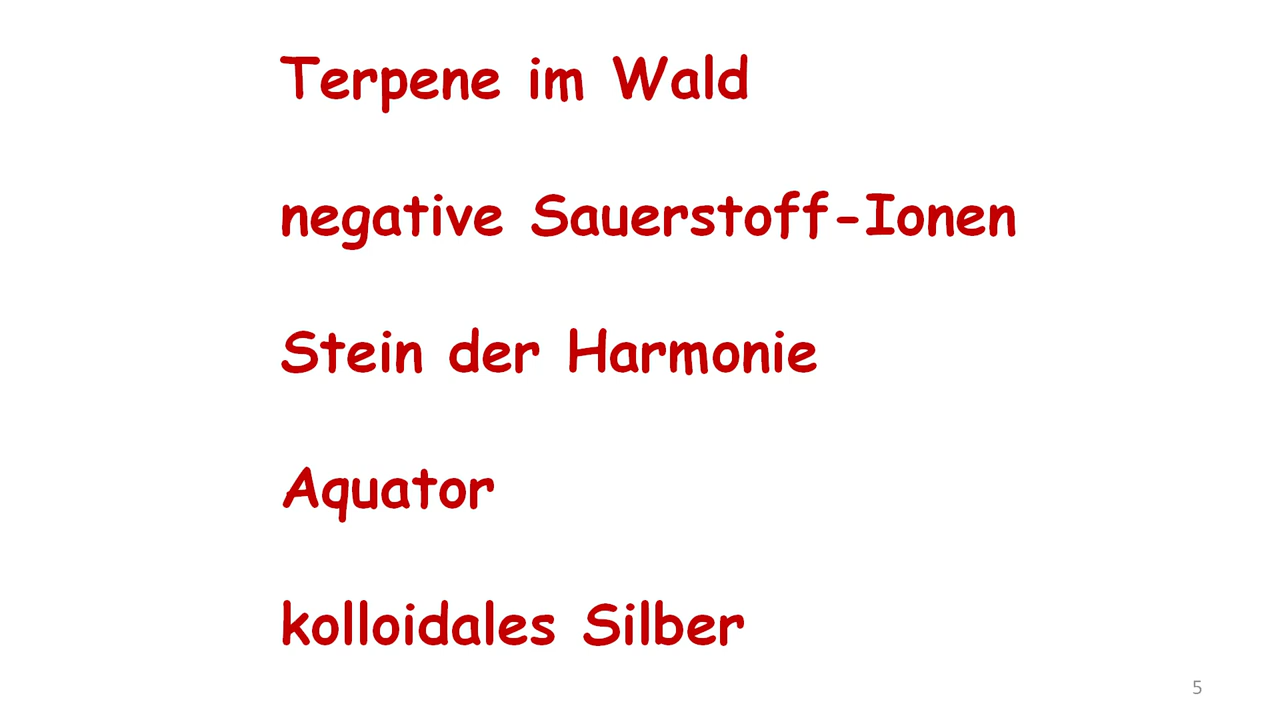 Terpene im Wald
negative Sauerstoff-Ionen
Stein der Harmonie
Aquator
kolloidales Silber
5